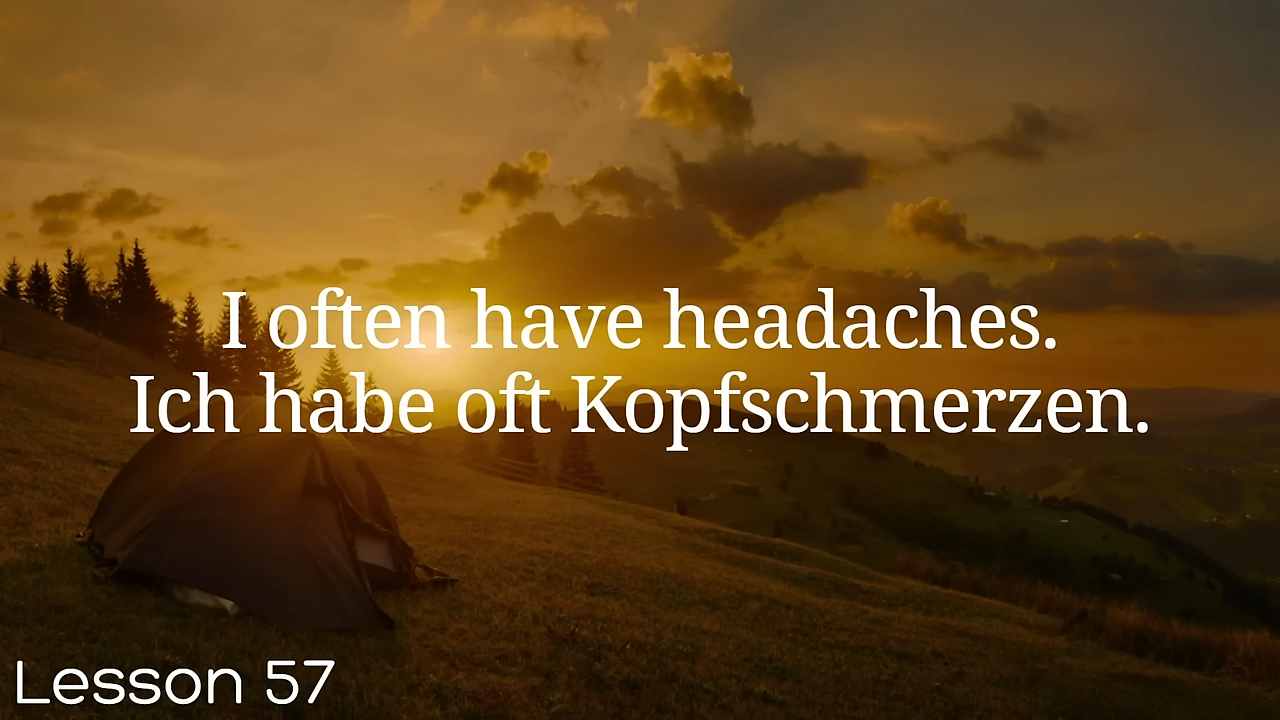 I often have headaches.
Ich habe oft Kopfschmerzen.
Lesson 57